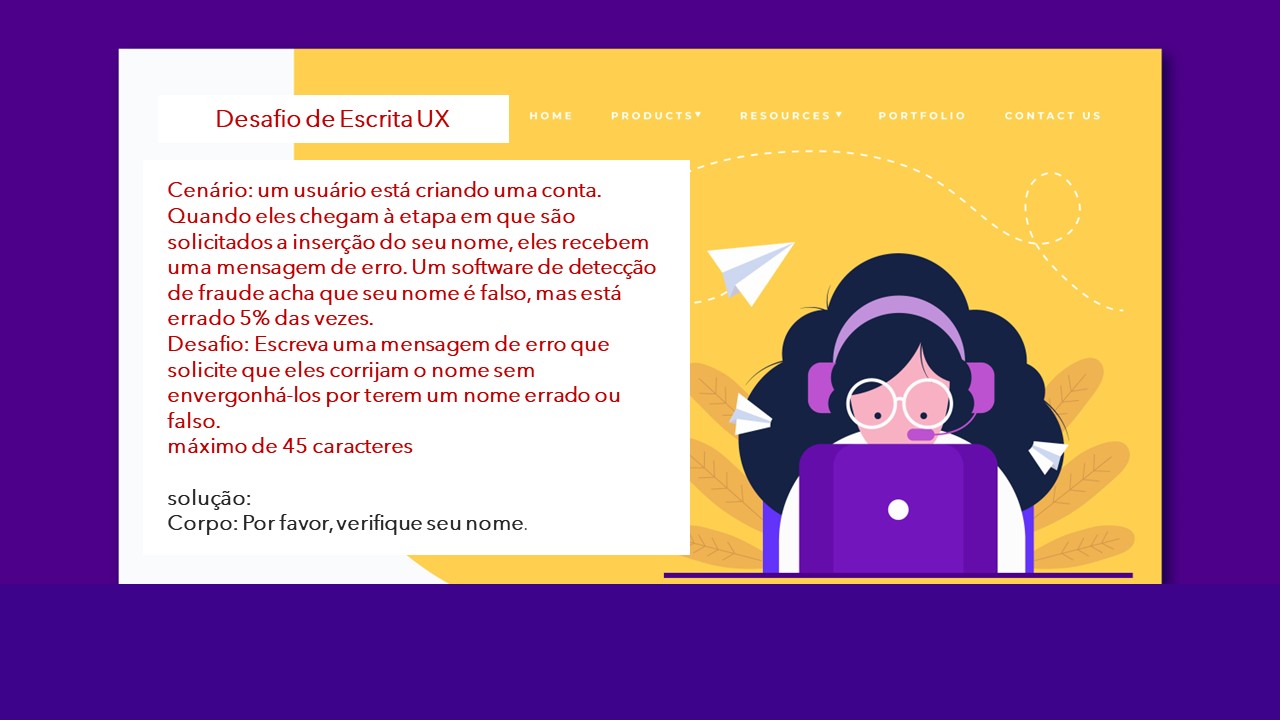 Desafio de Escrita UX
HOME PRODUCTS RESOURCES PORTFOLIO CONTACT US
Cenário: um usuário está criando uma conta.
Quando eles chegam à etapa em que são
solicitados a inserção do seu nome, eles recebem
uma mensagem de erro. Um software de detecção
de fraude acha que seu nome é falso, mas está
errado 5% das vezes.
Desafio: Escreva uma mensagem de erro que
solicite que eles corrijam o nome sem
envergonhá-los por terem um nome errado ou
falso.
máximo de 45 caracteres
solução:
Corpo: Por favor, verifique seu nome.